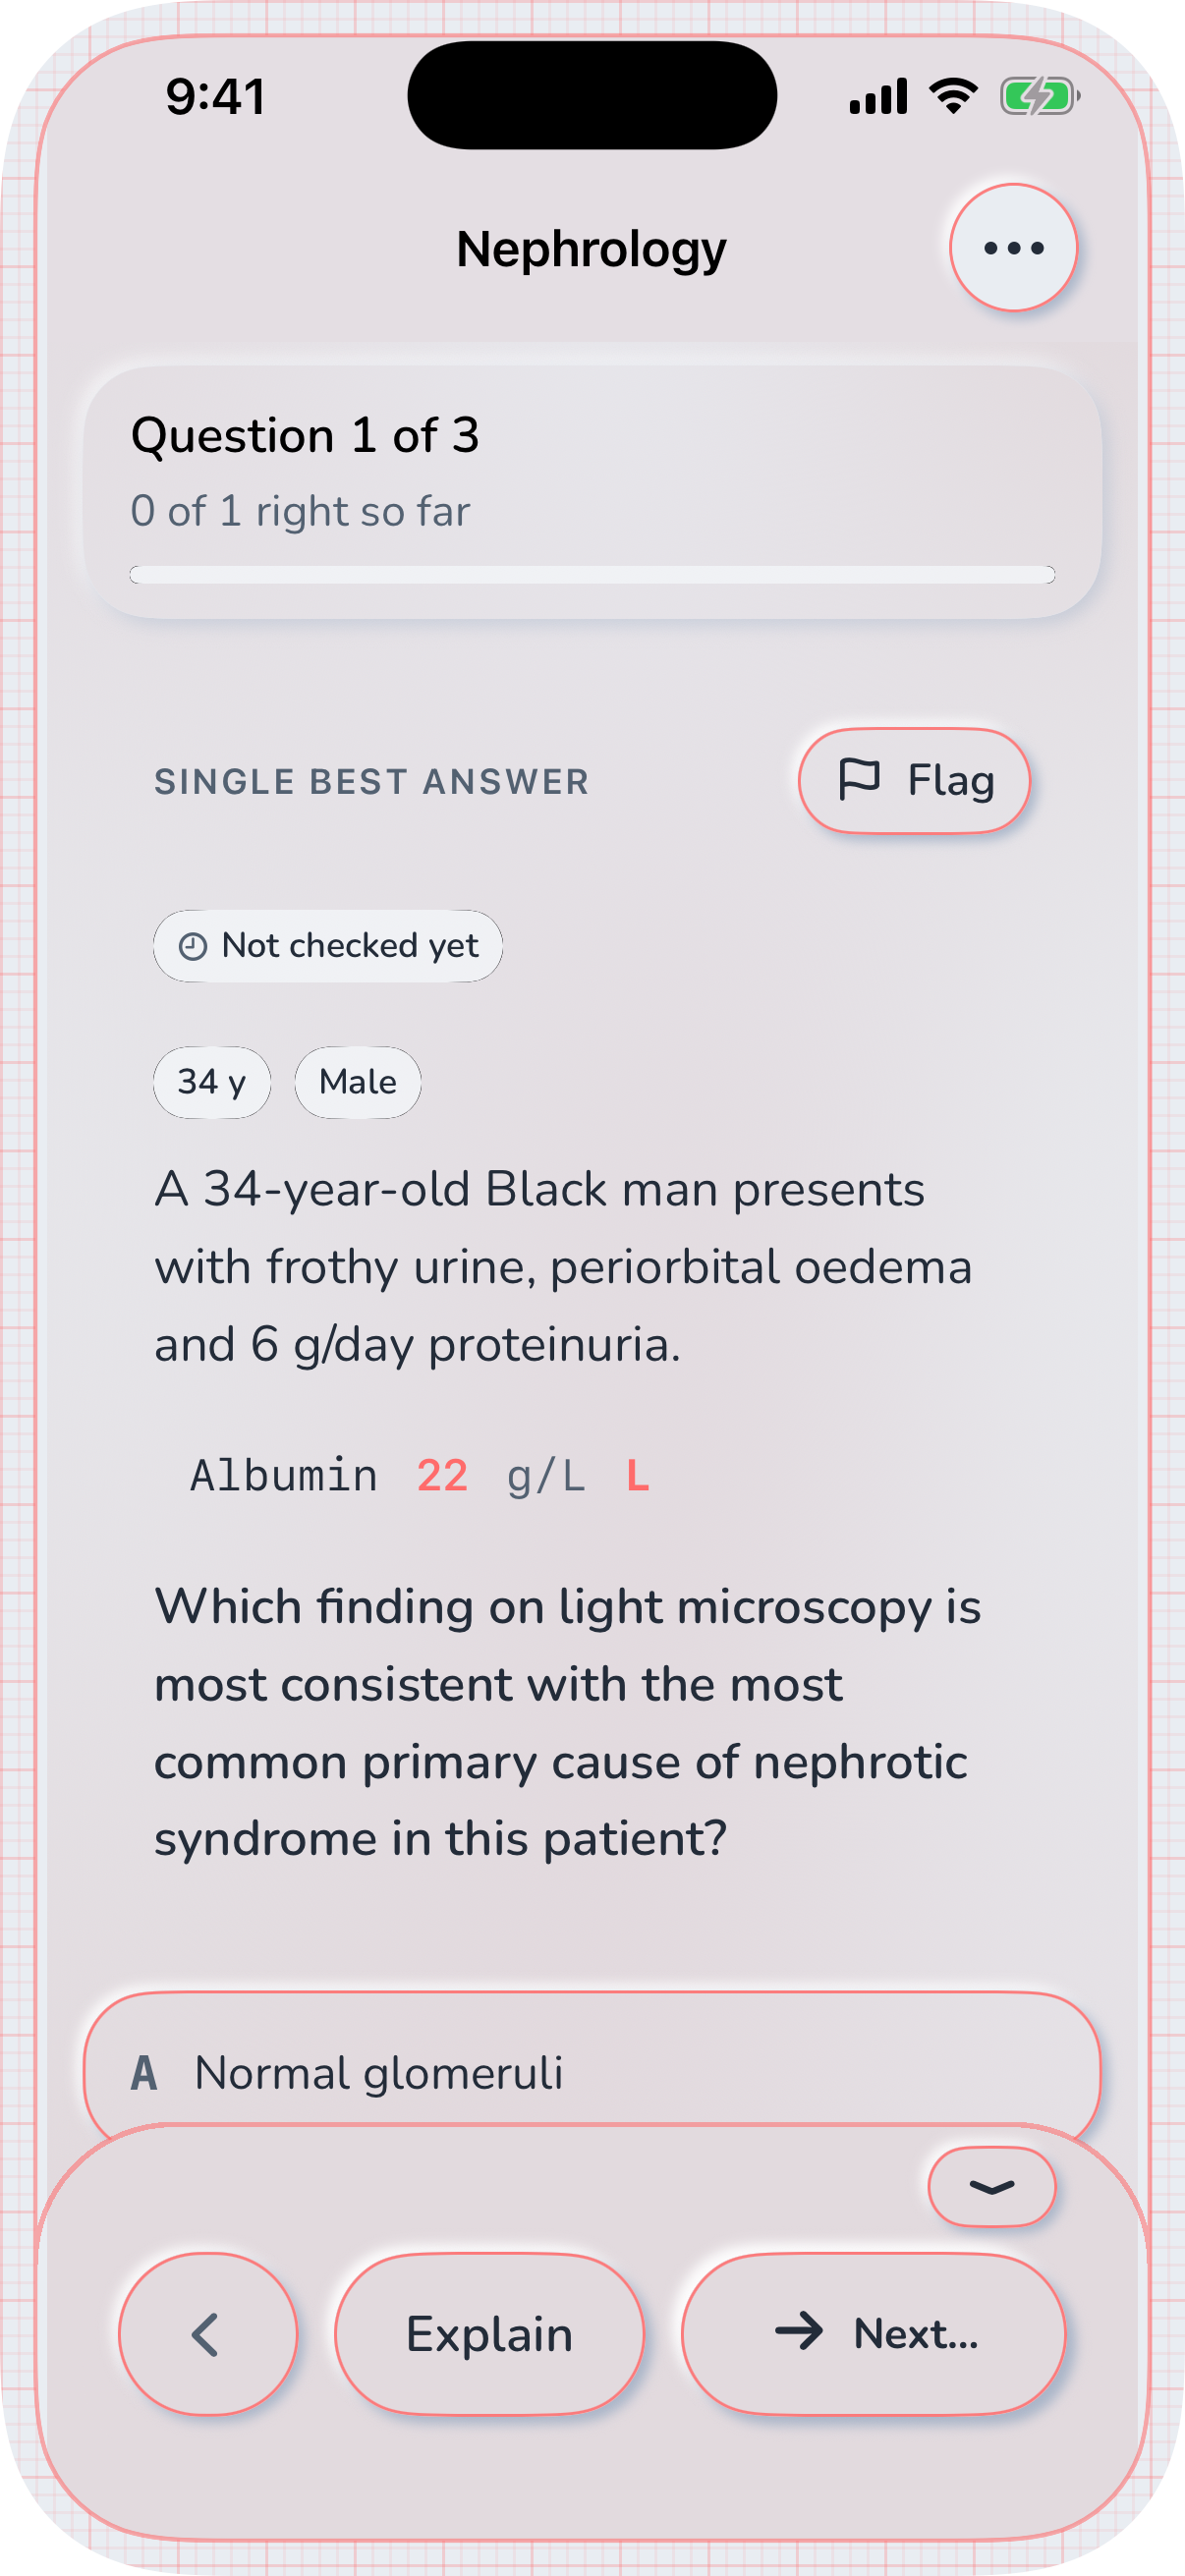 9:41
Nephrology
Question 1 of 3
0 of 1 right so far
SINGLE BEST ANSWER
Flag
Not checked yet
34 y Male
A 34-year-old Black man presents
with frothy urine, periorbital oedema
and 6 g/day proteinuria.
Albumin 22 g/L L
Which finding on light microscopy is
most consistent with the most
common primary cause of nephrotic
syndrome in this patient?
A Normal glomeruli
Explain
Next...